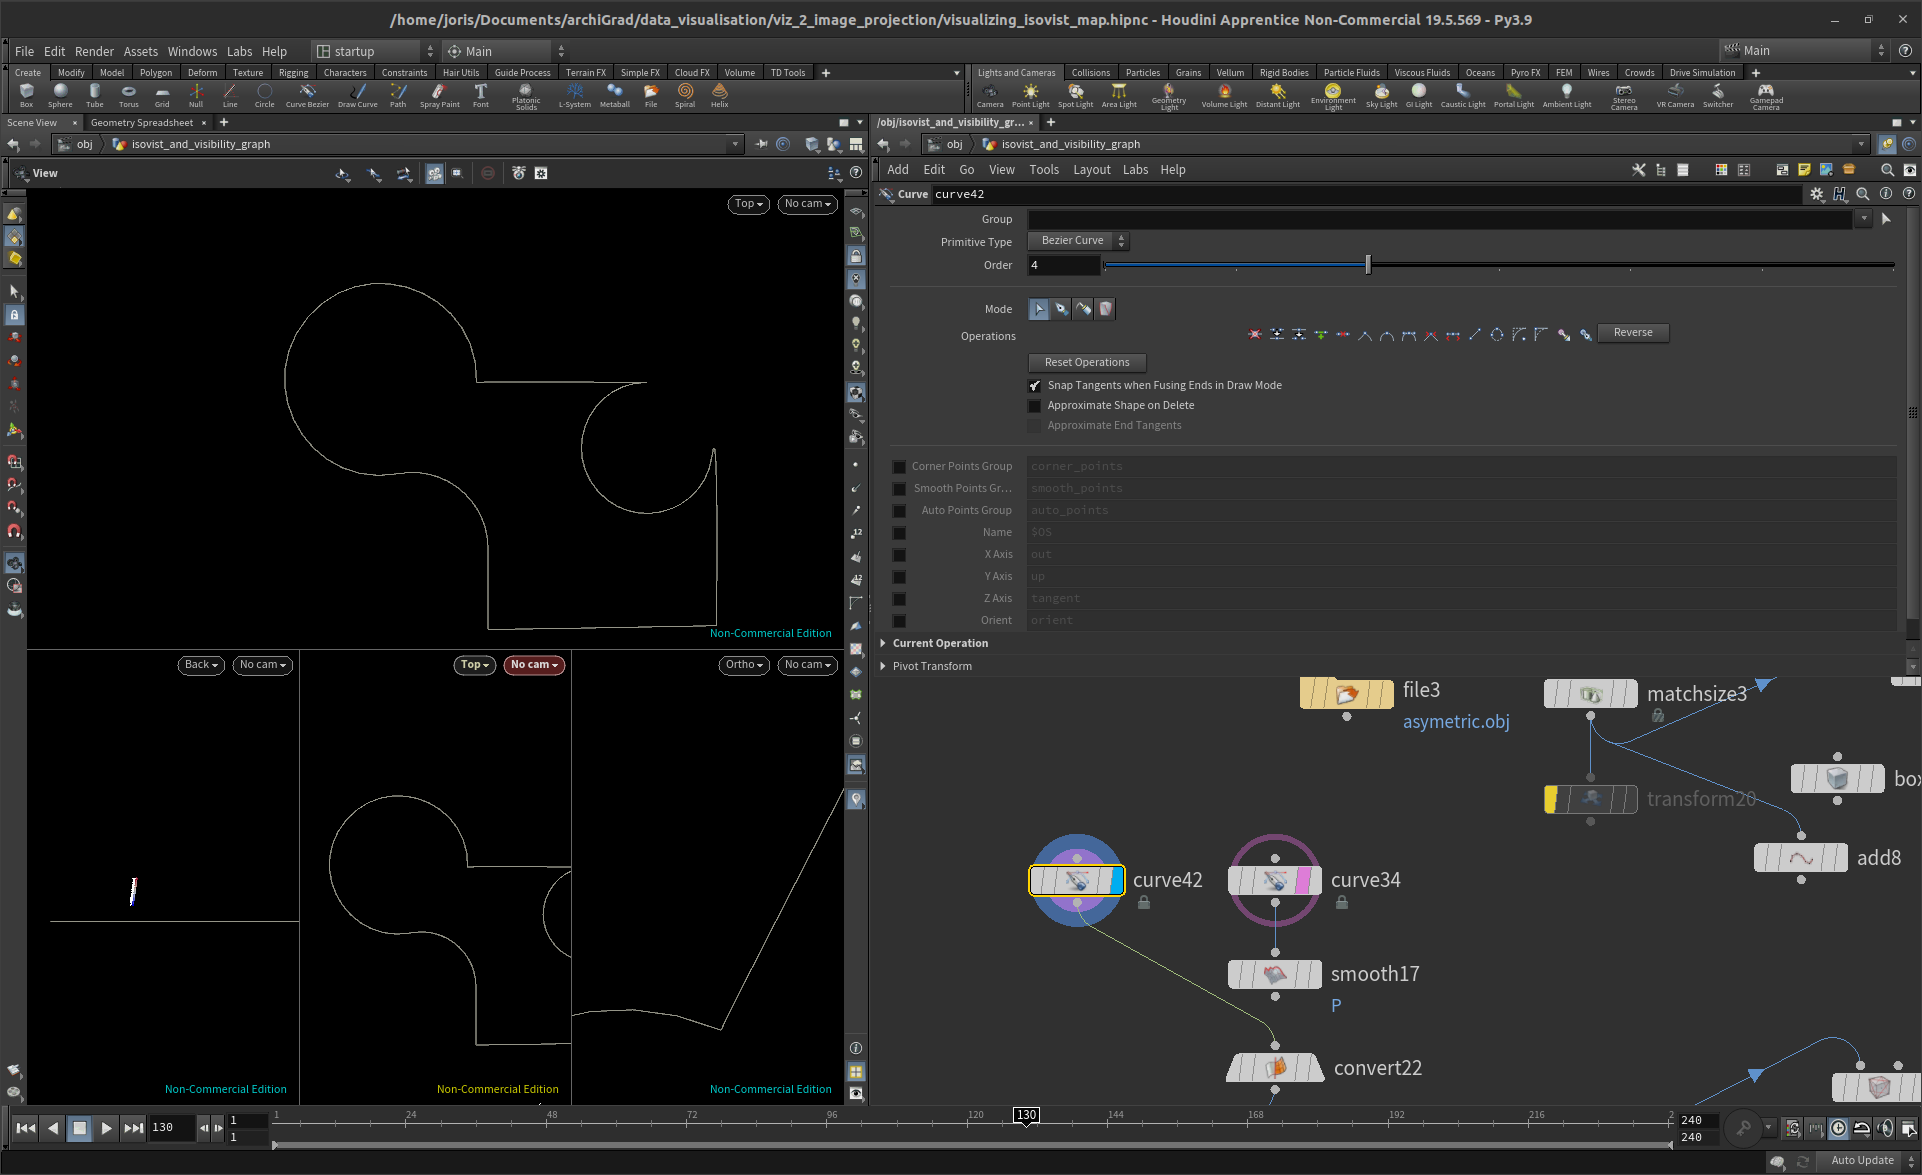 /home/joris/Documents/archiGrad/data_visualisation/viz_2_image_projection/visualizing_isovist_map.hipnc - Houdini Apprentice Non-Commercial 19.5.569 - Py3.9
File Edit Render Assets Windows Labs Help startup Main Main
Create Modify Model Polygon Deform Texture Rigging Characters Constraints Hair Utils Guide Process Terrain FX Simple FX Cloud FX Volume TD Tools
Lights and Cameras Collisions Particles Grains Vellum Rigid Bodies Particle Fluids Viscous Fluids Oceans Pyro FX FEM Wires Crowds Drive Simulation
Box Sphere Tube Torus Grid Null Line Circle Curve Bezier Draw Curve Path Spray Paint Font Platonic Solids L-System Metaball File Spiral Helix
Camera Point Light Spot Light Area Light Geometry Light Volume Light Distant Light Environment Light Sky Light GI Light Caustic Light Portal Light Ambient Light Stereo Camera VR Camera Switcher Gamepad Camera
Scene View Geometry Spreadsheet
/obj/isovist_and_visibility_gr...
obj isovist_and_visibility_graph
obj isovist_and_visibility_graph
View
Add Edit Go View Tools Layout Labs Help
Top No cam
Curve curve42
Group
Primitive Type Bezier Curve
Order 4
Mode
Operations Reverse
Reset Operations
Snap Tangents when Fusing Ends in Draw Mode
Approximate Shape on Delete
Approximate End Tangents
Corner Points Group corner_points
Smooth Points Gr... smooth_points
Auto Points Group auto_points
Name $OS
X Axis out
Y Axis up
Z Axis tangent
Orient orient
Current Operation
Pivot Transform
12
12
Non-Commercial Edition
Back No cam
Top No cam
Ortho No cam
Non-Commercial Edition
Non-Commercial Edition
Non-Commercial Edition
file3
asymetric.obj
matchsize3
transform20
box
add8
curve42
curve34
smooth17
P
convert22
130
1
1
1 24 48 72 96 120 130 144 168 192 216 2
240
240
Auto Update